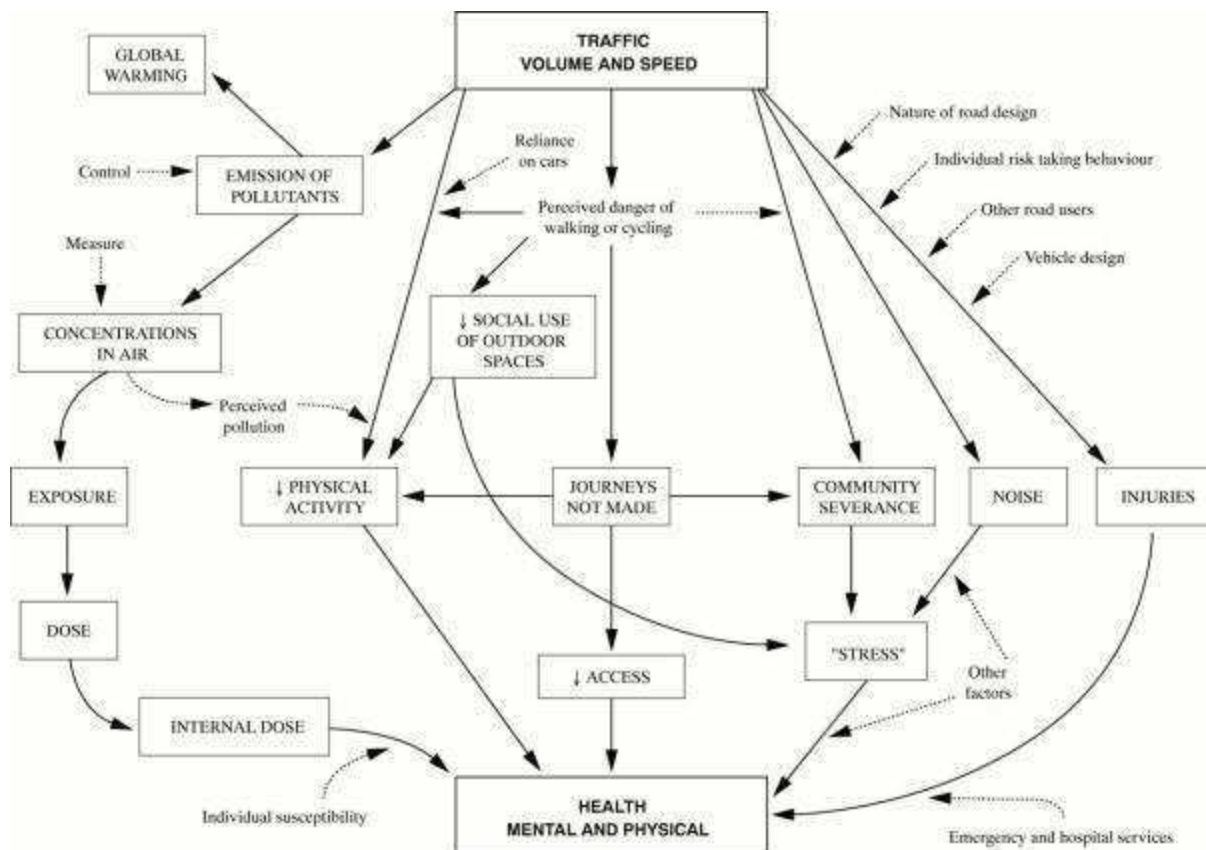 TRAFFIC
VOLUME AND SPEED
GLOBAL
WARMING
Nature of road design
Reliance
on cars
Individual risk taking behaviour
Control
EMISSION OF
POLLUTANTS
Perceived danger of
walking or cycling
Other road users
Measure
Vehicle design
CONCENTRATIONS
IN AIR
↓ SOCIAL USE
OF OUTDOOR
SPACES
Perceived
pollution
EXPOSURE
↓ PHYSICAL
ACTIVITY
JOURNEYS
NOT MADE
COMMUNITY
SEVERANCE
NOISE
INJURIES
DOSE
"STRESS"
↓ ACCESS
Other
factors
INTERNAL DOSE
Individual susceptibility
HEALTH
MENTAL AND PHYSICAL
Emergency and hospital services